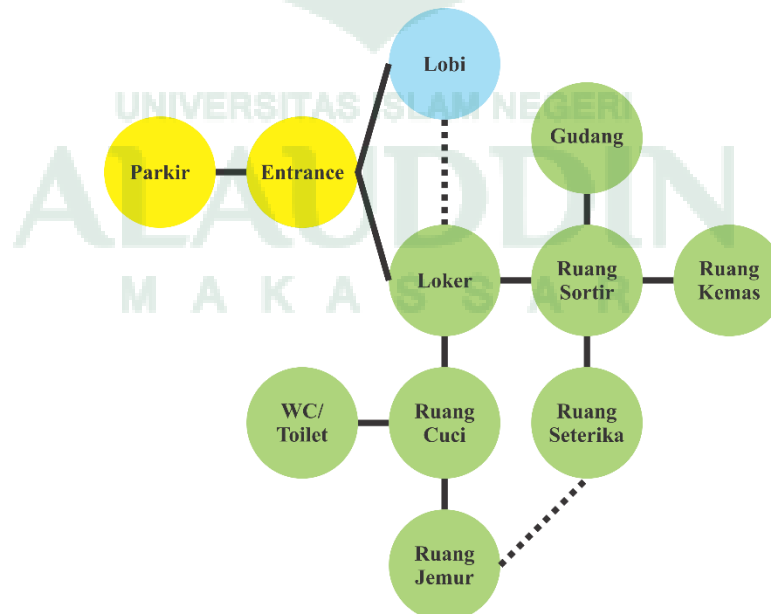 Lobi
UNIVERSITAS ISLAM NEGERI
Gudang
Parkir
Entrance
ALAUDDIN
Loker
Ruang
Sortir
Ruang
Kemas
MAKASSAR
WC/
Toilet
Ruang
Cuci
Ruang
Seterika
Ruang
Jemur